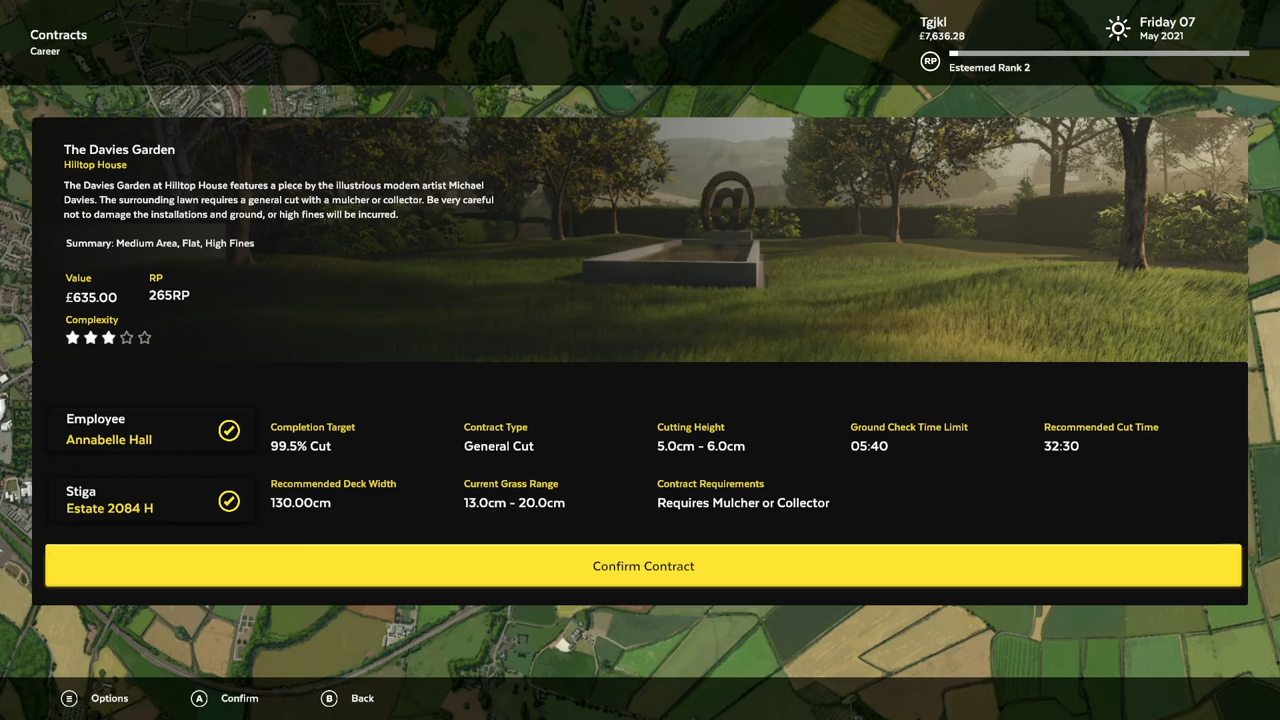 Contracts
Career
Tgjkl
£7,636.28
Friday 07
May 2021
RP
Esteemed Rank 2
The Davies Garden
Hilltop House
The Davies Garden at Hilltop House features a piece by the illustrious modern artist Michael
Davies. The surrounding lawn requires a general cut with a mulcher or collector. Be very careful
not to damage the installations and ground, or high fines will be incurred.
Summary: Medium Area, Flat, High Fines
Value
RP
£635.00
265RP
Complexity
@
Employee
Annabelle Hall
Completion Target
99.5% Cut
Contract Type
General Cut
Cutting Height
5.0cm - 6.0cm
Ground Check Time Limit
05:40
Recommended Cut Time
32:30
Stiga
Estate 2084 H
Recommended Deck Width
130.00cm
Current Grass Range
13.0cm - 20.0cm
Contract Requirements
Requires Mulcher or Collector
Confirm Contract
Options
A
Confirm
B
Back